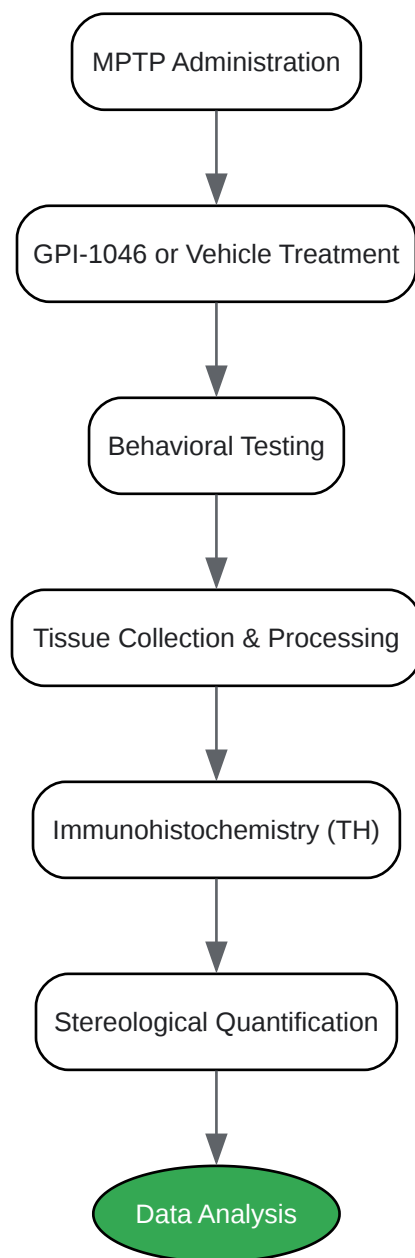 MPTP Administration
GPI-1046 or Vehicle Treatment
Behavioral Testing
Tissue Collection & Processing
Immunohistochemistry (TH)
Stereological Quantification
Data Analysis